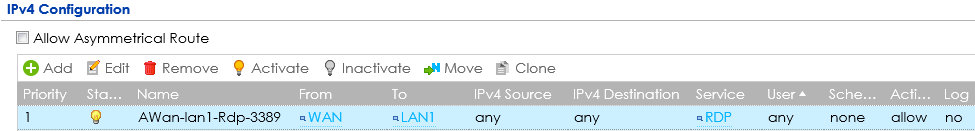 IPv4 Configuration
Allow Asymmetrical Route
Add Edit Remove Activate Inactivate Move Clone
Priority Sta... Name From To IPv4 Source IPv4 Destination Service User Sche... Acti... Log
1 AWan-lan1-Rdp-3389 WAN LAN1 any any RDP any none allow no